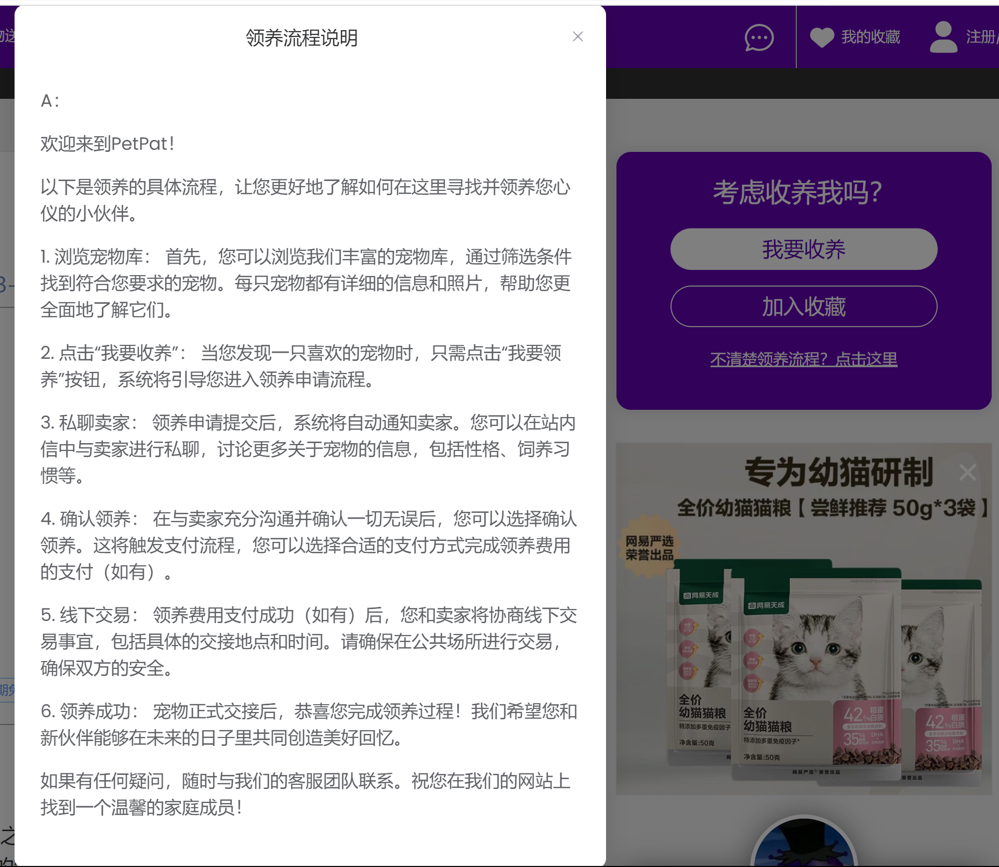 领养流程说明
A：
欢迎来到PetPat！
以下是领养的具体流程，让您更好地了解如何在这里寻找并领养您心
仪的小伙伴。
1. 浏览宠物库： 首先，您可以浏览我们丰富的宠物库，通过筛选条件
找到符合您要求的宠物。每只宠物都有详细的信息和照片，帮助您更
全面地了解它们。
2. 点击“我要收养”： 当您发现一只喜欢的宠物时，只需点击“我要领
养”按钮，系统将引导您进入领养申请流程。
3. 私聊卖家： 领养申请提交后，系统将自动通知卖家。您可以在站内
信中与卖家进行私聊，讨论更多关于宠物的信息，包括性格、饲养习
惯等。
4. 确认领养： 在与卖家充分沟通并确认一切无误后，您可以选择确认
领养。这将触发支付流程，您可以选择合适的支付方式完成领养费用
的支付（如有）。
5. 线下交易： 领养费用支付成功（如有）后，您和卖家将协商线下交
易事宜，包括具体的交接地点和时间。请确保在公共场所进行交易，
确保双方的安全。
6. 领养成功： 宠物正式交接后，恭喜您完成领养过程！我们希望您和
新伙伴能够在未来的日子里共同创造美好回忆。
如果有任何疑问，随时与我们的客服团队联系。祝您在我们的网站上
找到一个温馨的家庭成员！
我的收藏
注册/
考虑收养我吗？
我要收养
加入收藏
不清楚领养流程？点击这里
专为幼猫研制
全价幼猫猫粮【尝鲜推荐 50g*3袋】
网易严选
荣誉出品
网易天成
网易天成
全价
幼猫猫粮
特添加多重免疫因子
净含量:50克
全价
幼猫猫粮
特添加多重免疫因子*
净含量:50克
42%粗蛋白质
35%
DHA
42%粗蛋白质
35%
DHA
网易严选 荣誉出品
荣誉出品